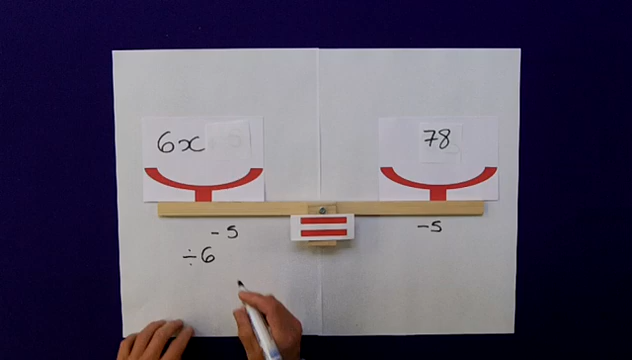 6x 78
=
- 5 - 5
÷ 6